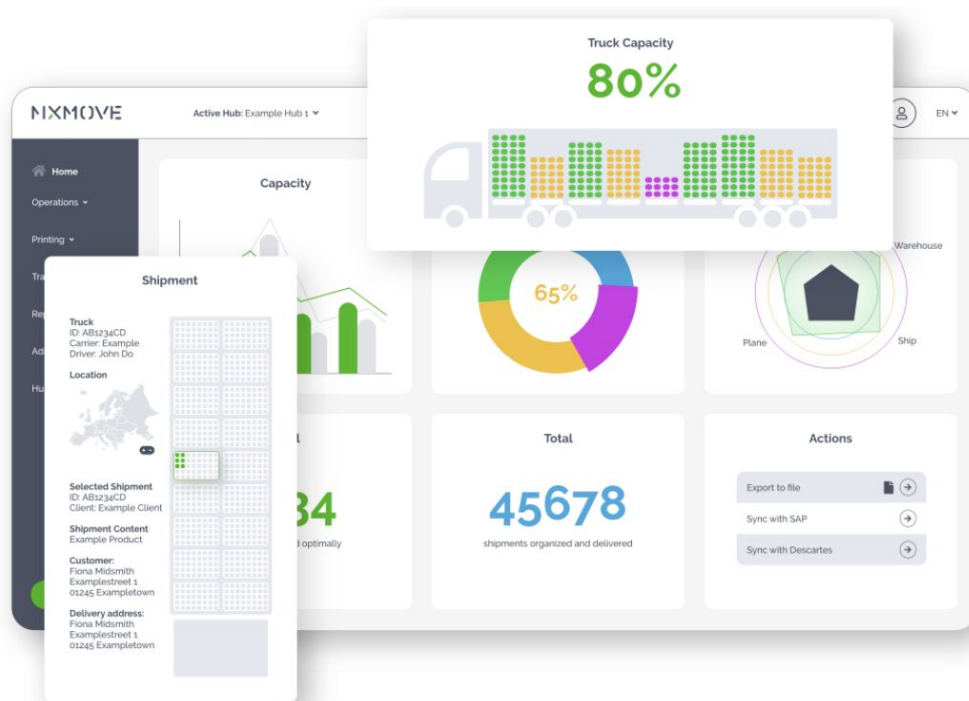 Truck Capacity
80%
NXMOVE
Active Hub: Example Hub 1
EN
Home
Operations
Printing
Capacity
Warehouse
65%
Plane
Ship
Shipment
Truck
ID: AB1234CD
Carrier: Example
Driver: John Do
Location
Selected Shipment
ID: AB1234CD
Client: Example Client
Shipment Content
Example Product
Customer:
Fiona Midsmith
Examplestreet 1
01245 Exampletown
Delivery address:
Fiona Midsmith
Examplestreet 1
01245 Exampletown
34
optimally
Total
45678
shipments organized and delivered
Actions
Export to file
Sync with SAP
Sync with Descartes